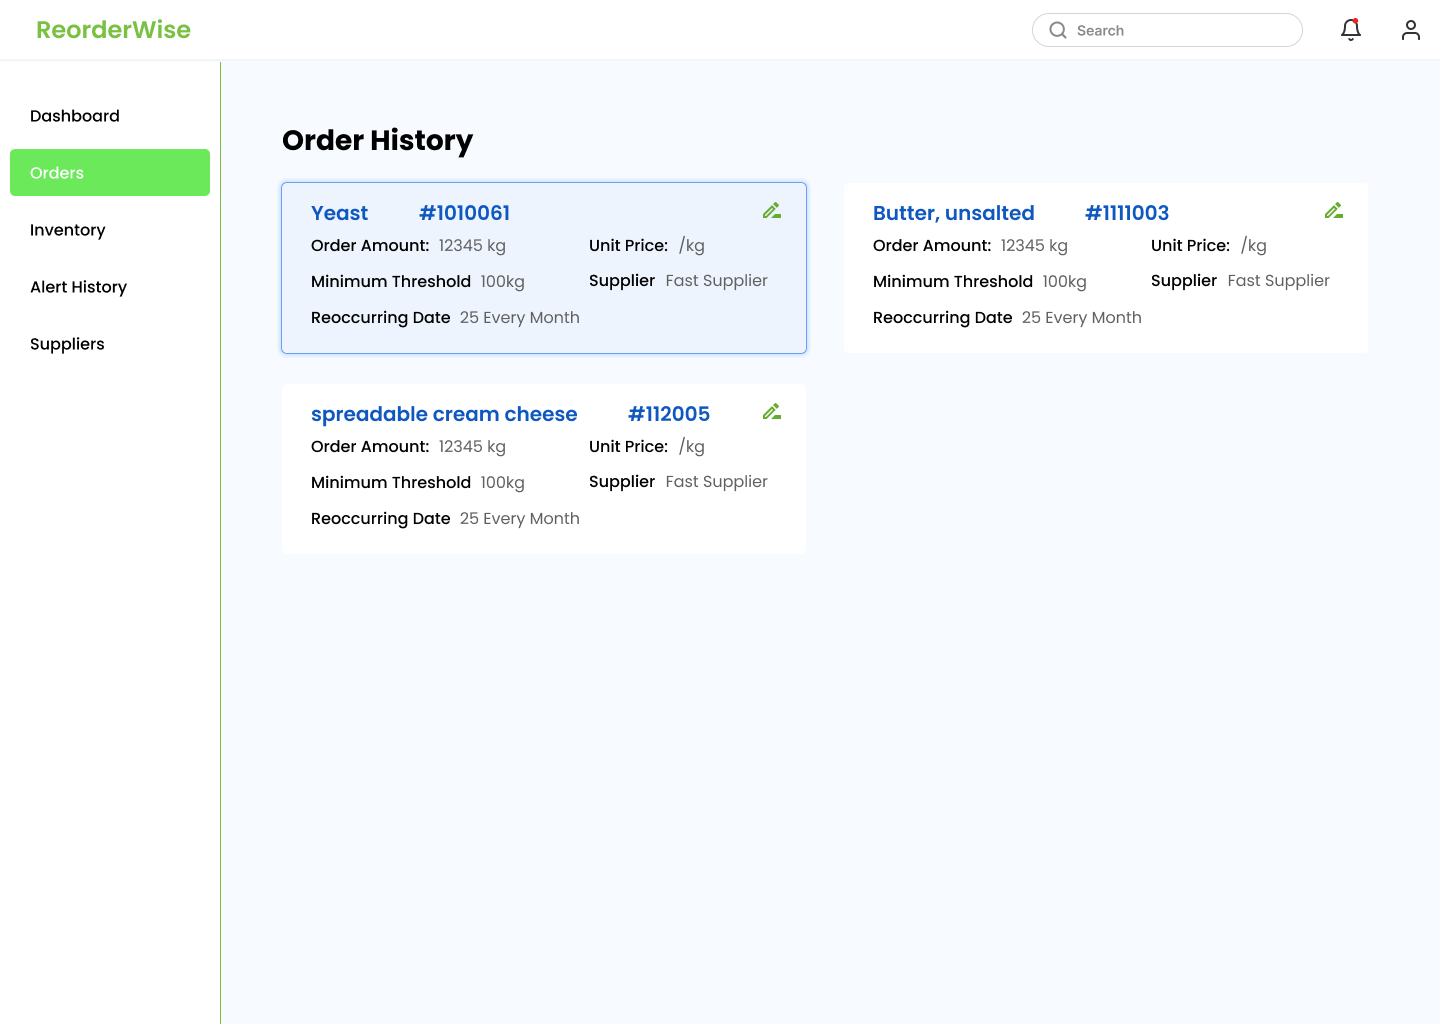 ReorderWise
Search
Dashboard
Orders
Inventory
Alert History
Suppliers
Order History
Yeast #1010061
Order Amount: 12345 kg Unit Price: /kg
Minimum Threshold 100kg Supplier Fast Supplier
Reoccurring Date 25 Every Month
Butter, unsalted #1111003
Order Amount: 12345 kg Unit Price: /kg
Minimum Threshold 100kg Supplier Fast Supplier
Reoccurring Date 25 Every Month
spreadable cream cheese #112005
Order Amount: 12345 kg Unit Price: /kg
Minimum Threshold 100kg Supplier Fast Supplier
Reoccurring Date 25 Every Month